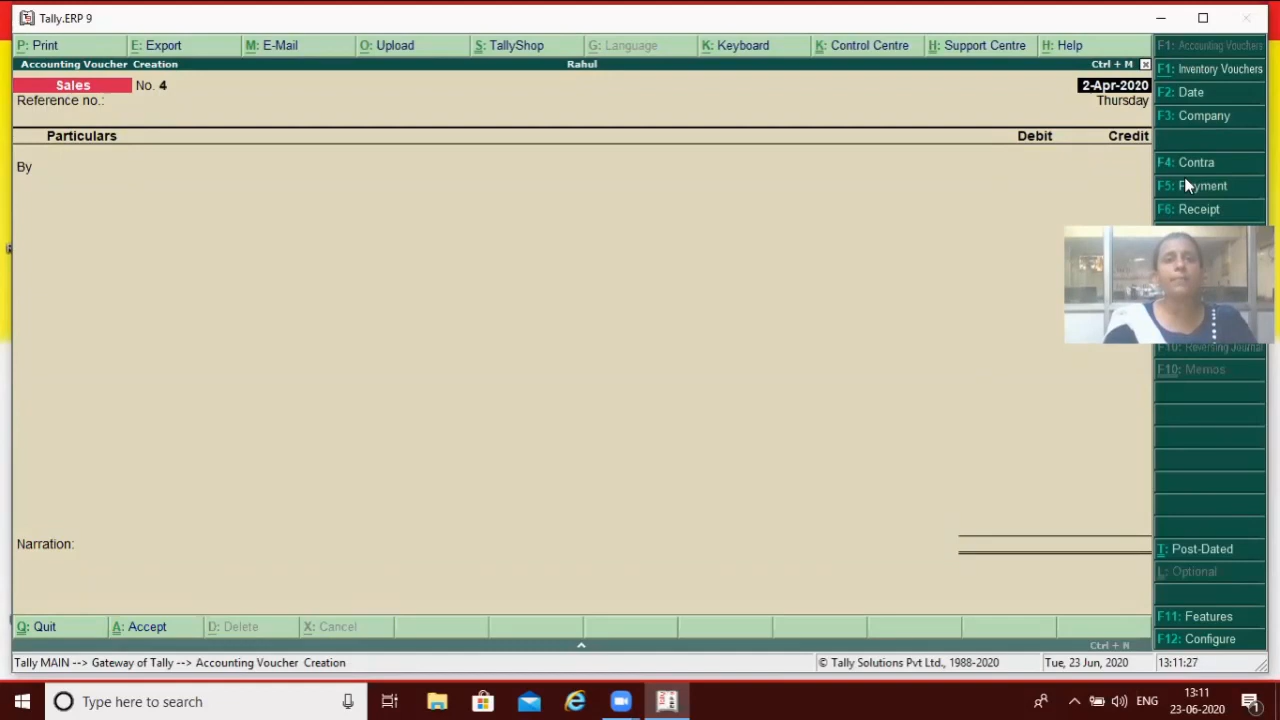 Tally.ERP 9
P: Print E: Export M: E-Mail O: Upload S: TallyShop G: Language K: Keyboard K: Control Centre H: Support Centre H: Help
F1: Accounting Vouchers
Accounting Voucher Creation Rahul Ctrl + M
F1: Inventory Vouchers
Sales No. 4 2-Apr-2020
F2: Date
Reference no.: Thursday
F3: Company
Particulars Debit Credit
By
F4: Contra
F5: Payment
F6: Receipt
F10: Reversing Journal
F10: Memos
Narration:
T: Post-Dated
L: Optional
F11: Features
Q: Quit A: Accept D: Delete X: Cancel
F12: Configure
Ctrl + N
Tally MAIN --> Gateway of Tally --> Accounting Voucher Creation © Tally Solutions Pvt Ltd., 1988-2020 Tue, 23 Jun, 2020 13:11:27
Type here to search
ENG
13:11
23-06-2020
1